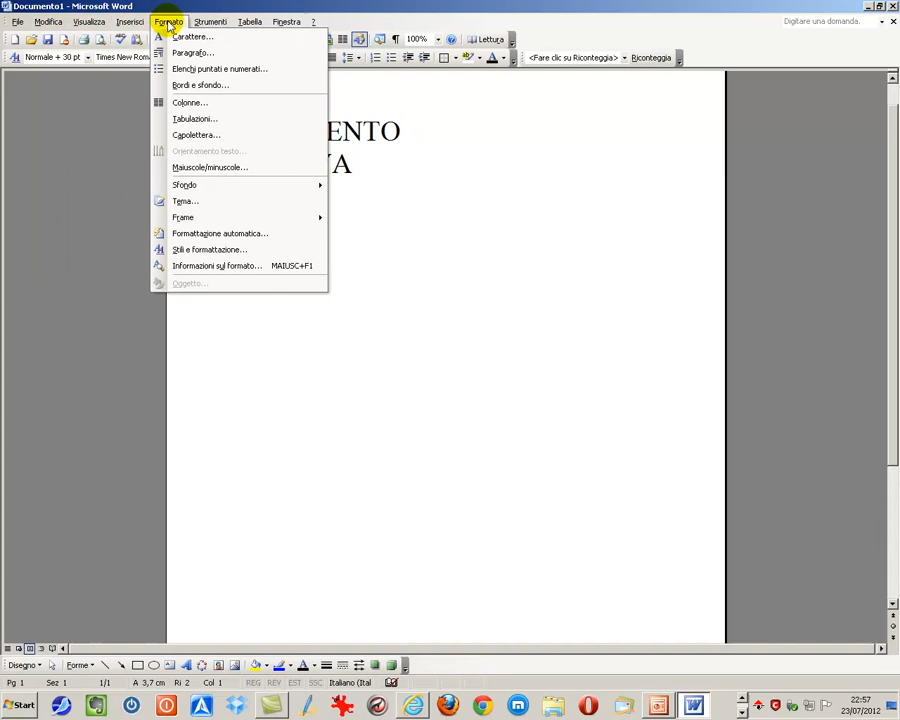 Documento1 - Microsoft Word
File Modifica Visualizza Inserisci Formato Strumenti Tabella Finestra ? Digitare una domanda.
100% Lettura
Normale + 30 pt Times New Rom <Fare clic su Riconteggia> Riconteggia
Carattere...
Paragrafo...
Elenchi puntati e numerati...
Bordi e sfondo...
Colonne...
Tabulazioni...
Capolettera...
ENTO
Orientamento testo...
VA
Maiuscole/minuscole...
Sfondo
Tema...
Frame
Formattazione automatica...
Stili e formattazione...
Informazioni sul formato... MAIUSC+F1
Oggetto...
Disegno Forme
Pg 1 Sez 1 1/1 A 3,7 cm Ri 2 Col 1 REG REV EST SSC Italiano (Ital
Start 22:57
23/07/2012